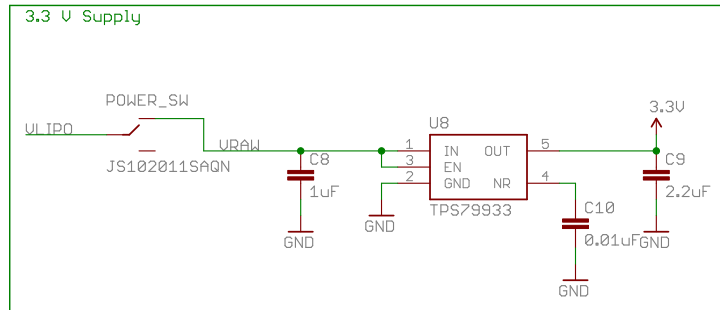 3.3 V Supply
POWER_SW
VLIPO
JS102011SAQN
VRAW
C8
1uF
GND
U8
1 IN OUT 5
3 EN
2 GND NR 4
TPS79933
GND
C10
0.01uF
GND
3.3V
C9
2.2uF
GND